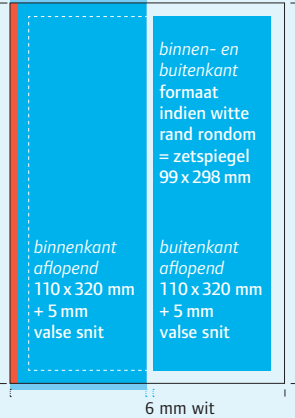 binnen- en
buitenkant
formaat
indien witte
rand rondom
= zetspiegel
99 x 298 mm
binnenkant
aflopend
110 x 320 mm
+ 5 mm
valse snit
buitenkant
aflopend
110 x 320 mm
+ 5 mm
valse snit
6 mm wit